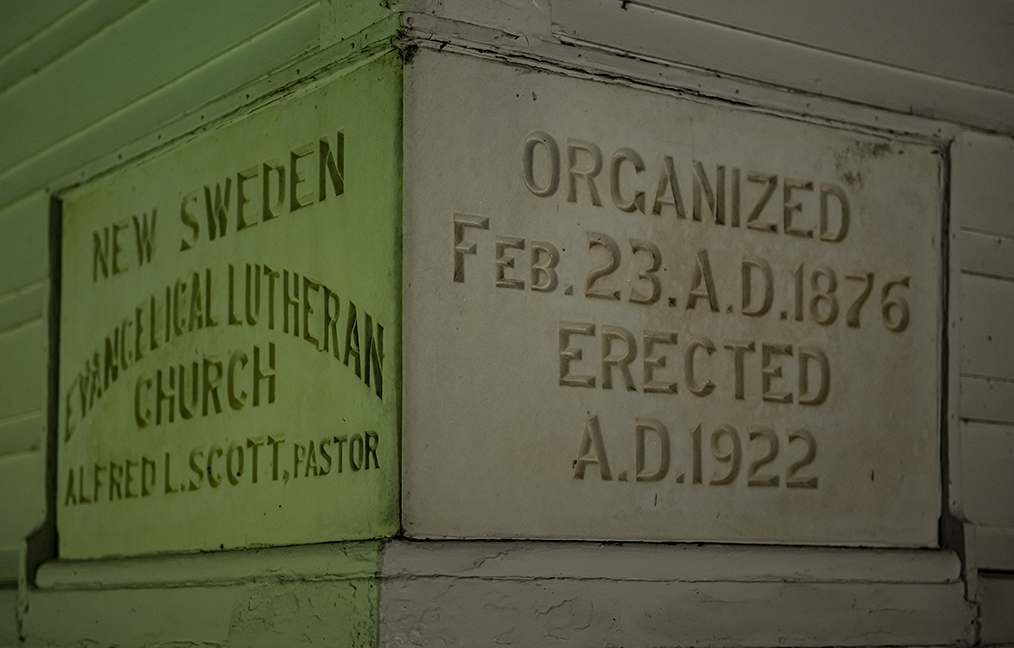 NEW SWEDEN
EVANGELICAL LUTHERAN
CHURCH
ALFRED L. SCOTT, PASTOR
ORGANIZED
FEB. 23. A.D. 1876
ERECTED
A.D. 1922